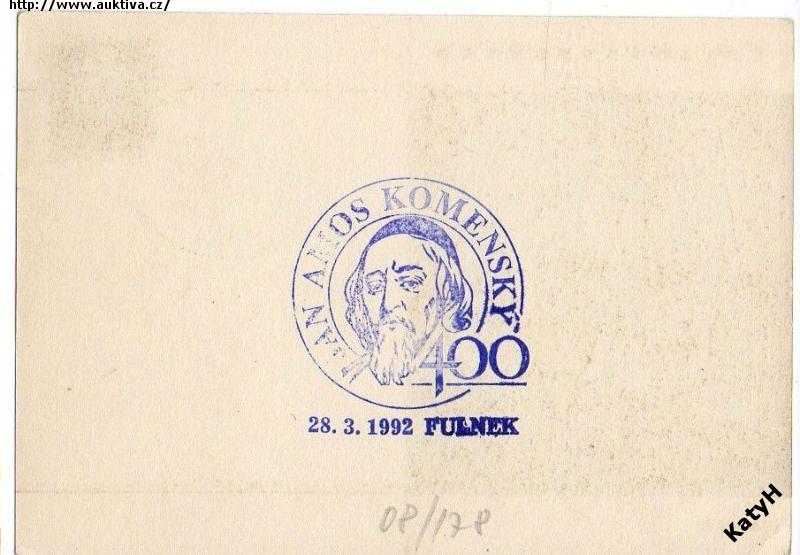 http://www.auktiva.cz/
JAN AMOS KOMENSKÝ
400
28. 3. 1992 FULNEK
08/178
KatyH